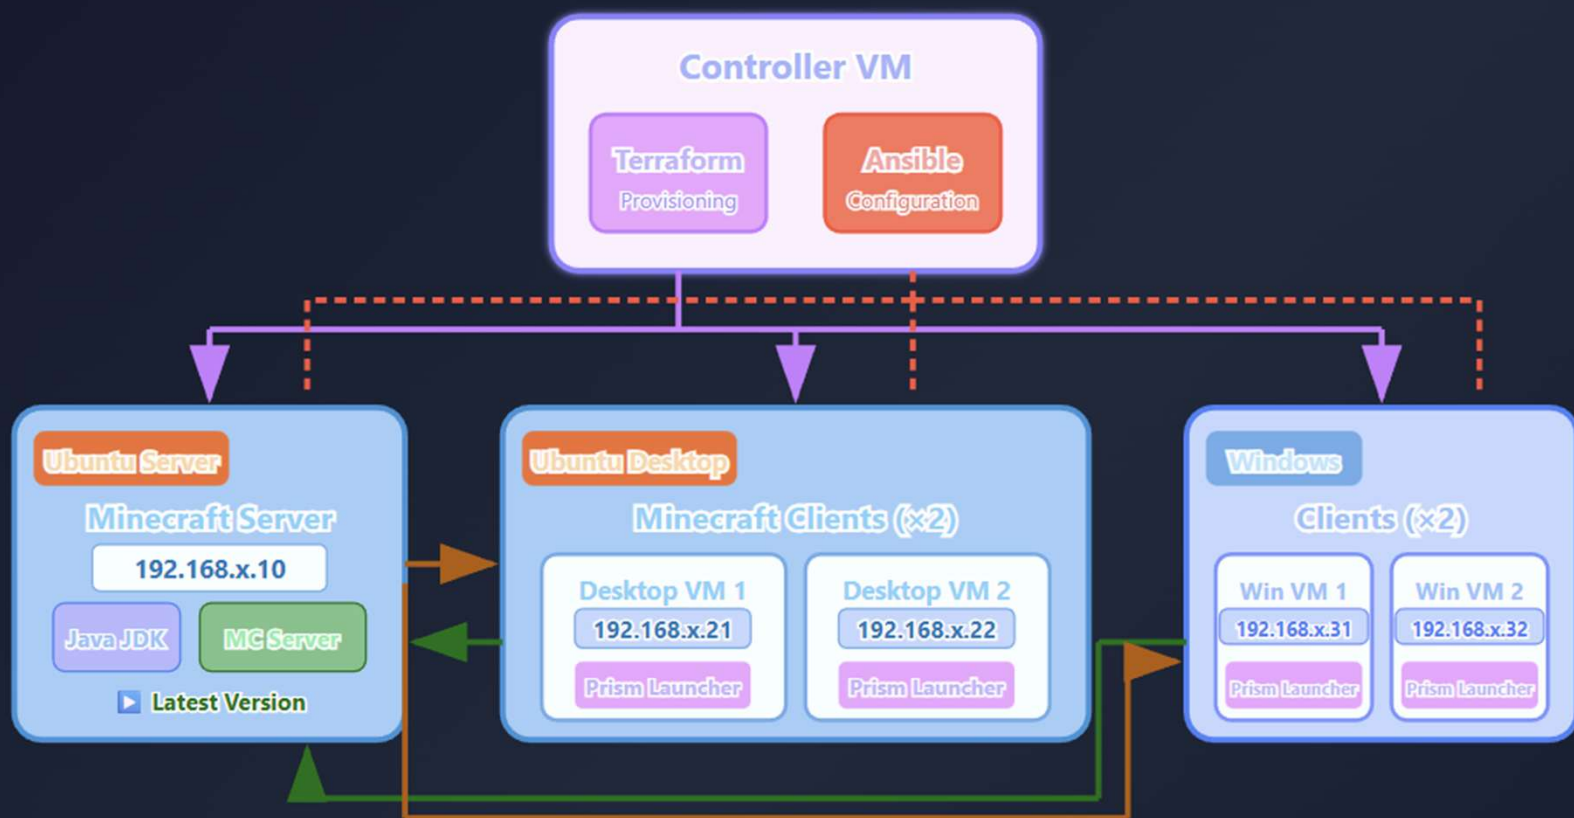 Controller VM
Terraform
Provisioning
Ansible
Configuration
Ubuntu Server
Minecraft Server
192.168.x.10
Java JDK
MC Server
Latest Version
Ubuntu Desktop
Minecraft Clients (×2)
Desktop VM 1
192.168.x.21
Prism Launcher
Desktop VM 2
192.168.x.22
Prism Launcher
Windows
Clients (×2)
Win VM 1
192.168.x.31
Prism Launcher
Win VM 2
192.168.x.32
Prism Launcher